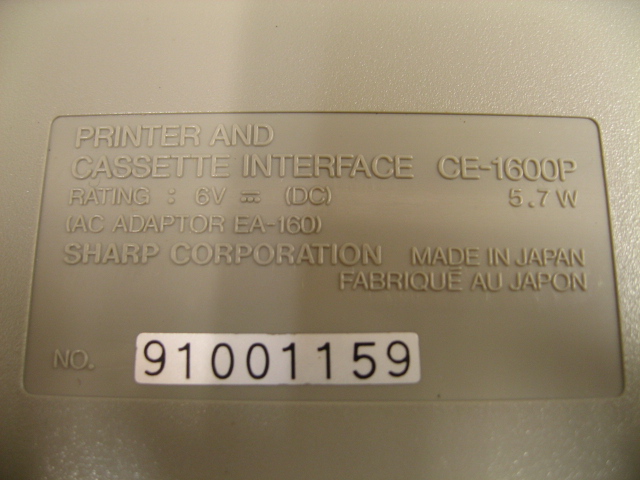 PRINTER AND
CASSETTE INTERFACE CE-1600P
RATING : 6V ⎓ (DC) 5.7W
(AC ADAPTOR EA-160)
SHARP CORPORATION MADE IN JAPAN
FABRIQUÉ AU JAPON
NO. 91001159